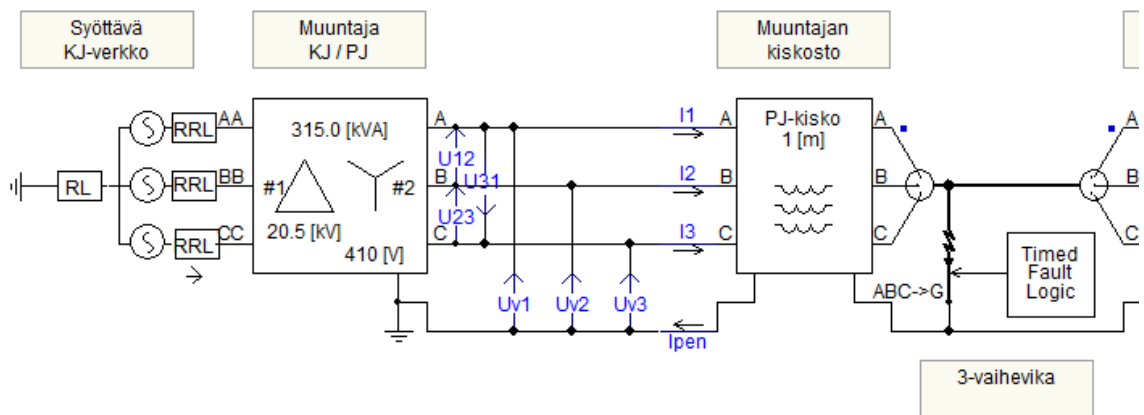 Syöttävä
KJ-verkko
Muuntaja
KJ / PJ
Muuntajan
kiskosto
RL
RRL
AA
RRL
BB
RRL
CC
315.0 [kVA]
#1
#2
20.5 [kV]
410 [V]
A
B
C
U12
U31
U23
Uv1
Uv2
Uv3
I1
I2
I3
Ipen
A
B
C
PJ-kisko
1 [m]
A
B
C
ABC->G
Timed
Fault
Logic
A
B
C
3-vaihevika